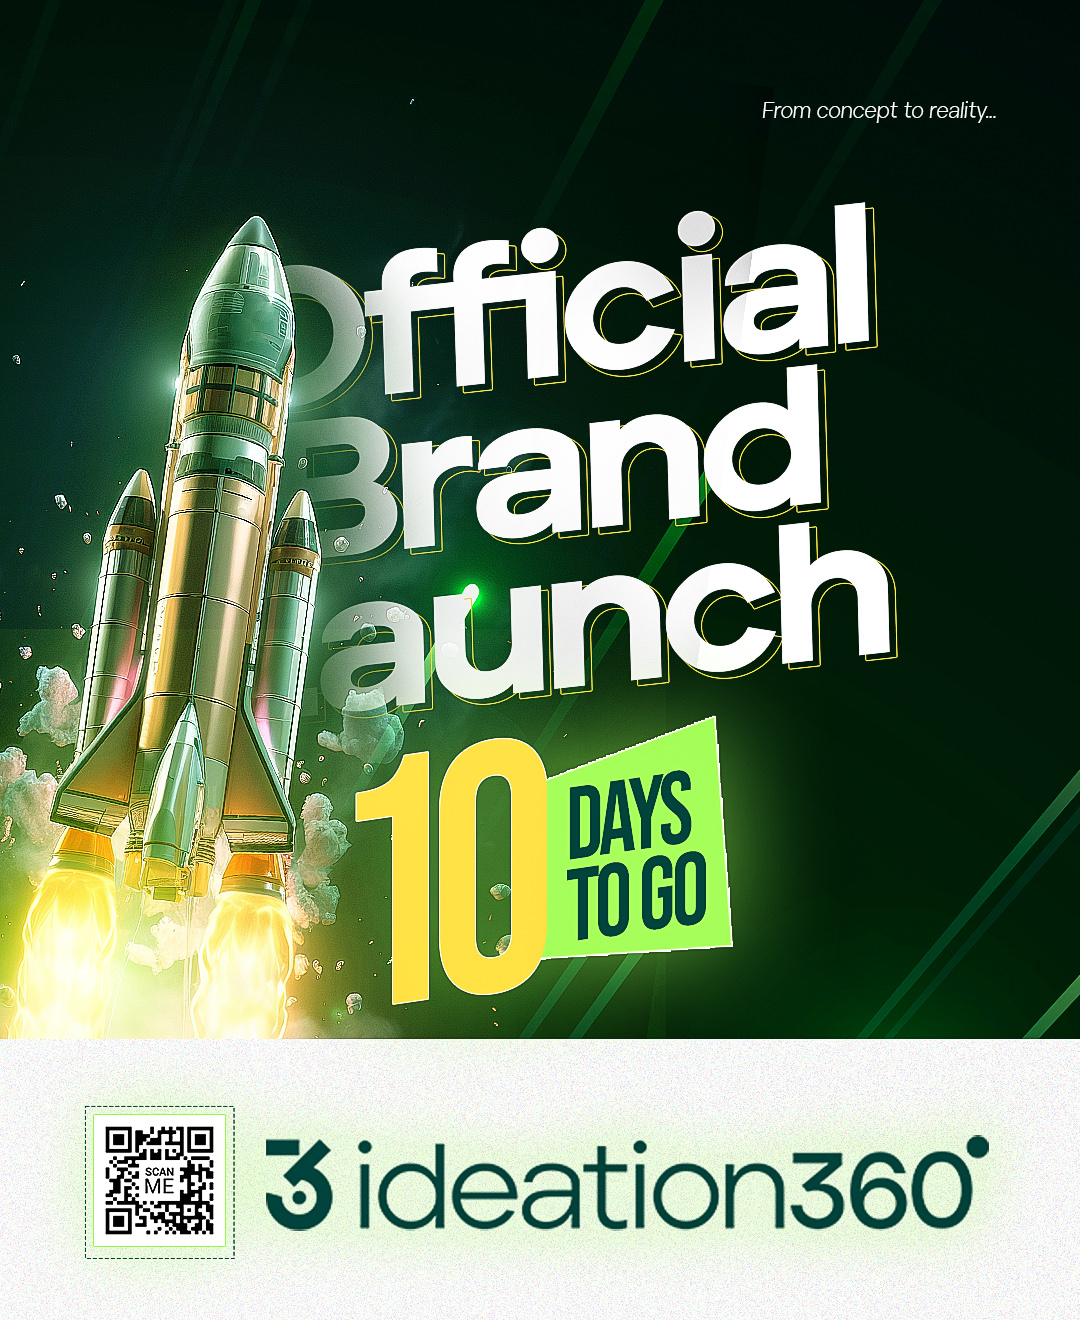 From concept to reality...
Official
Brand
Launch
10 DAYS
TO GO
SCAN
ME
ideation360